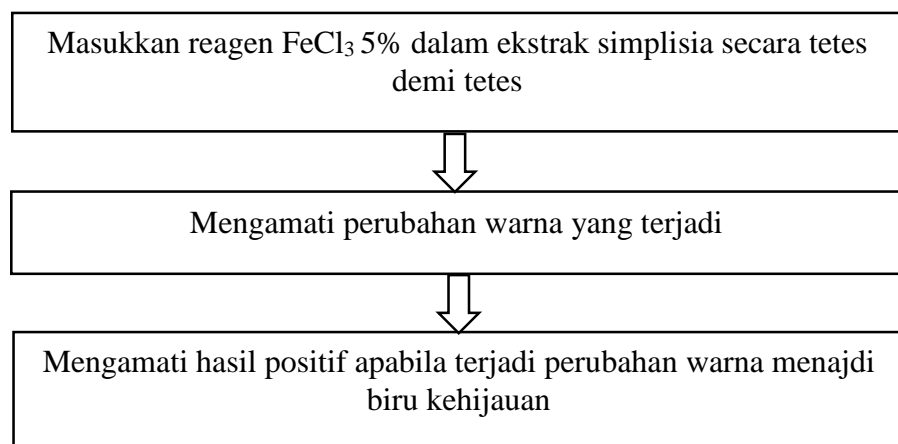 Masukkan reagen FeCl₃ 5% dalam ekstrak simplisia secara tetes
demi tetes
Mengamati perubahan warna yang terjadi
Mengamati hasil positif apabila terjadi perubahan warna menajdi
biru kehijauan